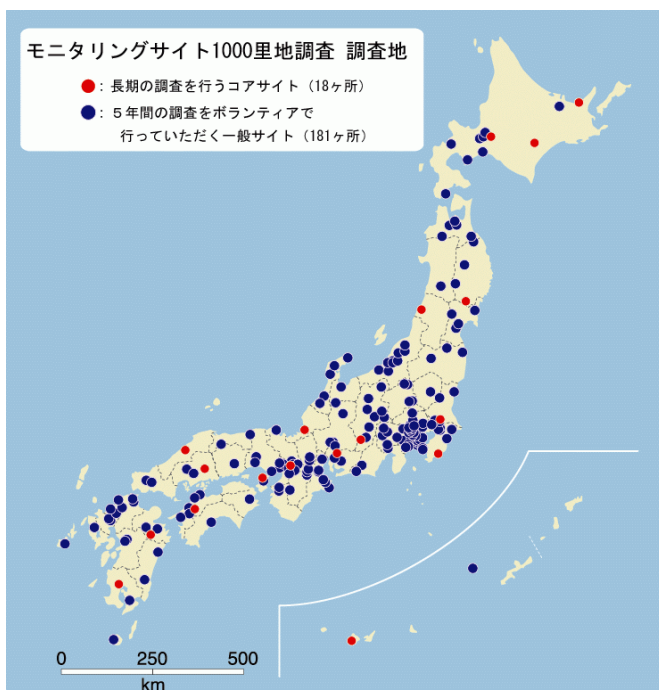 モニタリングサイト1000里地調査 調査地
：長期の調査を行うコアサイト（18ヶ所）
：５年間の調査をボランティアで
行っていただく一般サイト（181ヶ所）
0 250 500
km